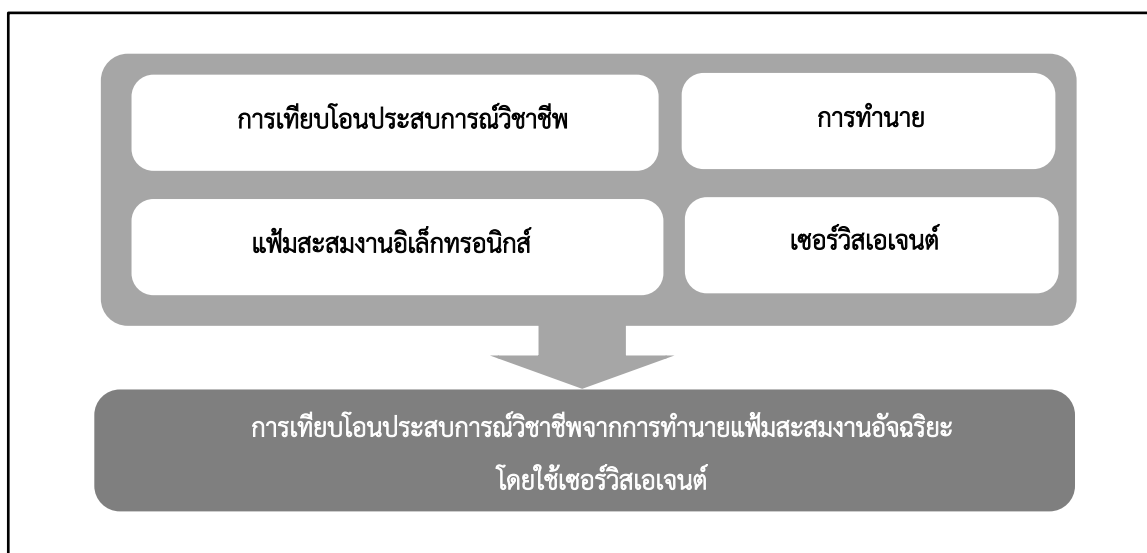 การเทียบโอนประสบการณ์วิชาชีพ
การทำนาย
แฟ้มสะสมงานอิเล็กทรอนิกส์
เซอร์วิสเอเจนต์
การเทียบโอนประสบการณ์วิชาชีพจากการทำนายแฟ้มสะสมงานอัจฉริยะ
โดยใช้เซอร์วิสเอเจนต์